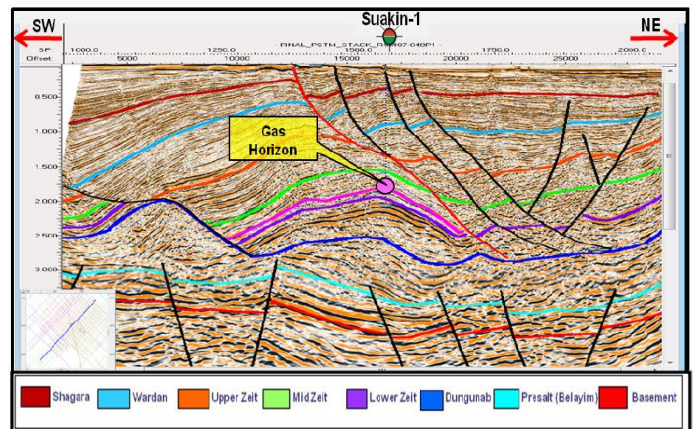 Suakin-1
SW
NE
SP 1000.0 1250.0 1750.0 2000.0
Offset 5000 10000 15000 20000 25000
0.500
1.000
Gas
Horizon
1.500
2.000
2.500
3.000
Shagara Wardan Upper Zeit Mid Zeit Lower Zeit Dungunab Presalt (Belayim) Basement